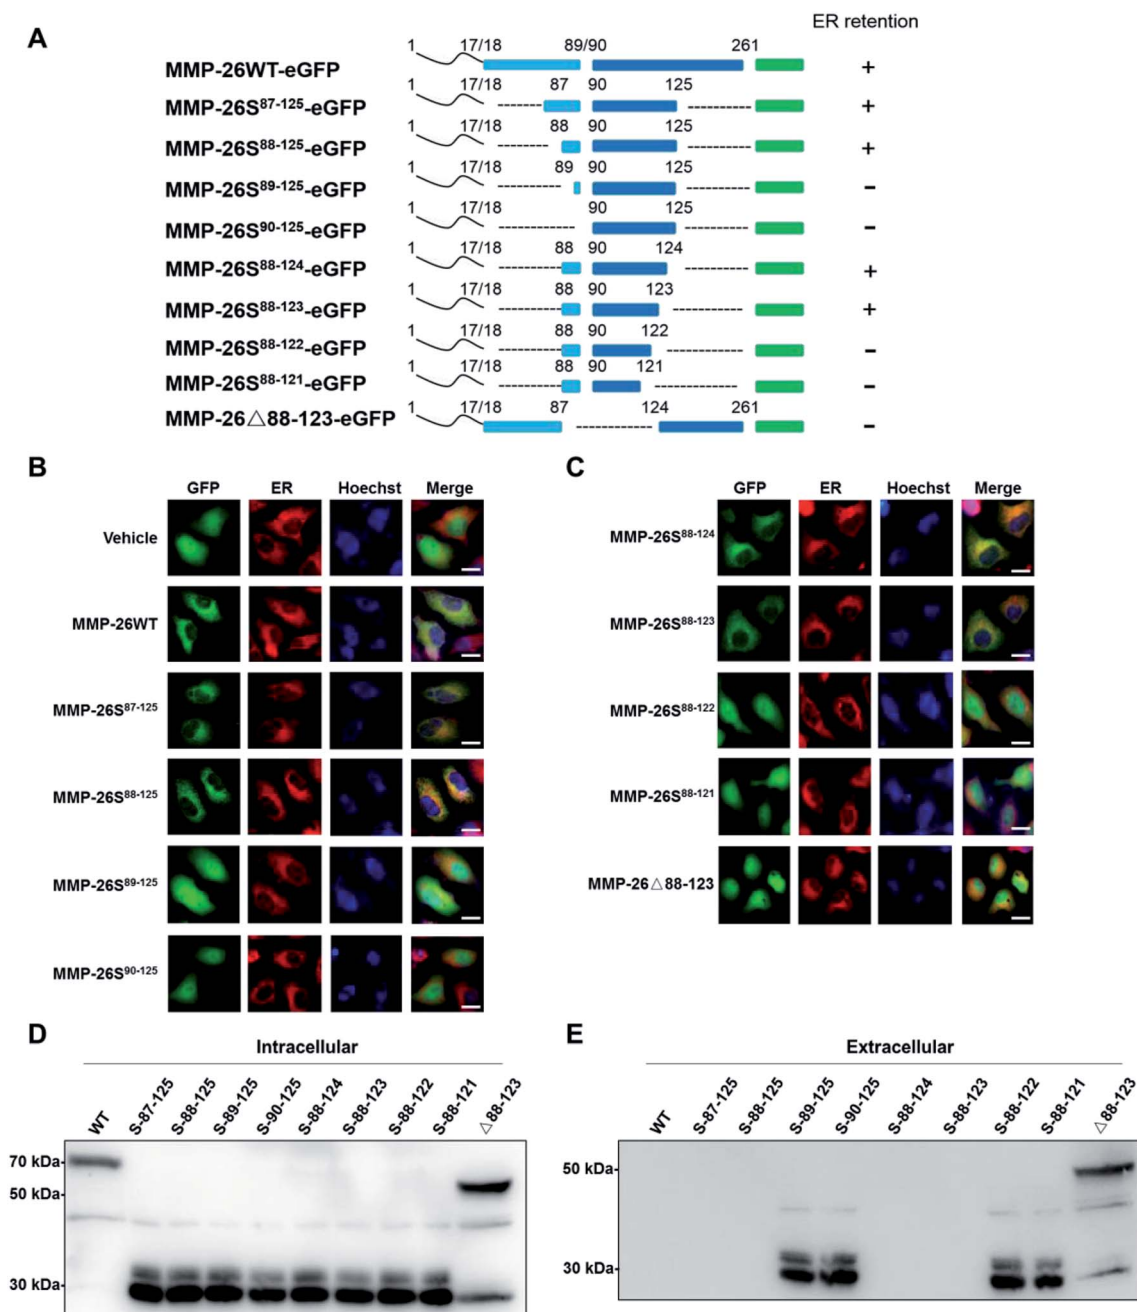 A
ER retention
1 17/18 89/90 261
MMP-26WT-eGFP +
1 17/18 87 90 125
MMP-26S87-125-eGFP +
1 17/18 88 90 125
MMP-26S88-125-eGFP +
1 17/18 89 90 125
MMP-26S89-125-eGFP –
1 17/18 90 125
MMP-26S90-125-eGFP –
1 17/18 88 90 124
MMP-26S88-124-eGFP +
1 17/18 88 90 123
MMP-26S88-123-eGFP +
1 17/18 88 90 122
MMP-26S88-122-eGFP –
1 17/18 88 90 121
MMP-26S88-121-eGFP –
1 17/18 87 124 261
MMP-26△88-123-eGFP –
B
GFP ER Hoechst Merge
Vehicle
MMP-26WT
MMP-26S87-125
MMP-26S88-125
MMP-26S89-125
MMP-26S90-125
C
GFP ER Hoechst Merge
MMP-26S88-124
MMP-26S88-123
MMP-26S88-122
MMP-26S88-121
MMP-26△88-123
D
Intracellular
WT S-87-125 S-88-125 S-89-125 S-90-125 S-88-124 S-88-123 S-88-122 S-88-121 △88-123
70 kDa-
50 kDa-
30 kDa-
E
Extracellular
WT S-87-125 S-88-125 S-89-125 S-90-125 S-88-124 S-88-123 S-88-122 S-88-121 △88-123
50 kDa-
30 kDa-